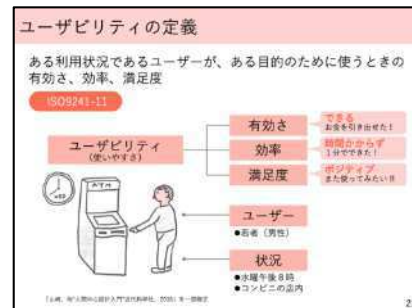 ユーザビリティの定義
ある利用状況であるユーザーが、ある目的のために使うときの
有効さ、効率、満足度
ISO9241-11
ユーザビリティ
(使いやすさ)
有効さ
できる
お金を引き出せた!
効率
時間かからず
1分でできた!
満足度
ポジティブ
また使ってみたい!!
ATM
ユーザー
●若者(男性)
状況
●水曜午後8時
●コンビニの店内
2